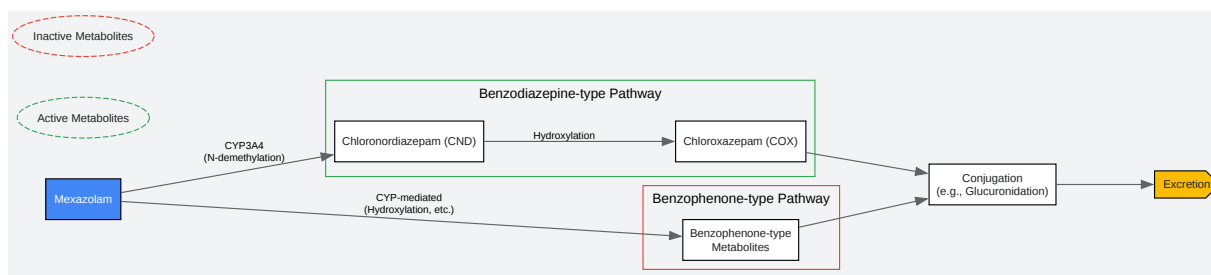 Inactive Metabolites
Active Metabolites
Mexazolam
CYP3A4
(N-demethylation)
CYP-mediated
(Hydroxylation, etc.)
Benzodiazepine-type Pathway
Chloronordiazepam (CND)
Hydroxylation
Chloroxazepam (COX)
Benzophenone-type Pathway
Benzophenone-type
Metabolites
Conjugation
(e.g., Glucuronidation)
Excretion